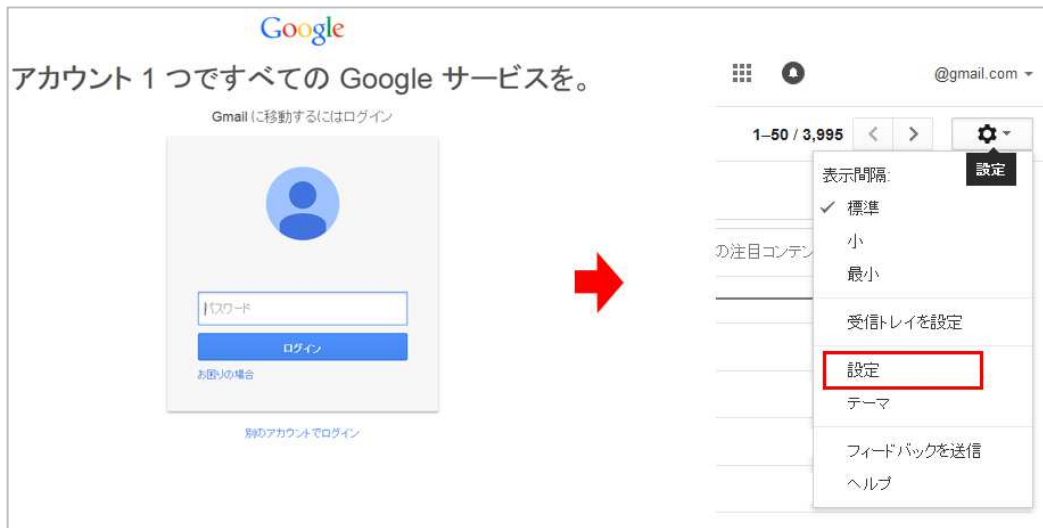 Google
アカウント 1 つですべての Google サービスを。
Gmail に移動するにはログイン
パスワード
ログイン
お困りの場合
別のアカウントでログイン
@gmail.com
1–50 / 3,995
設定
表示間隔:
標準
小
最小
の注目コンテン
受信トレイを設定
設定
テーマ
フィードバックを送信
ヘルプ